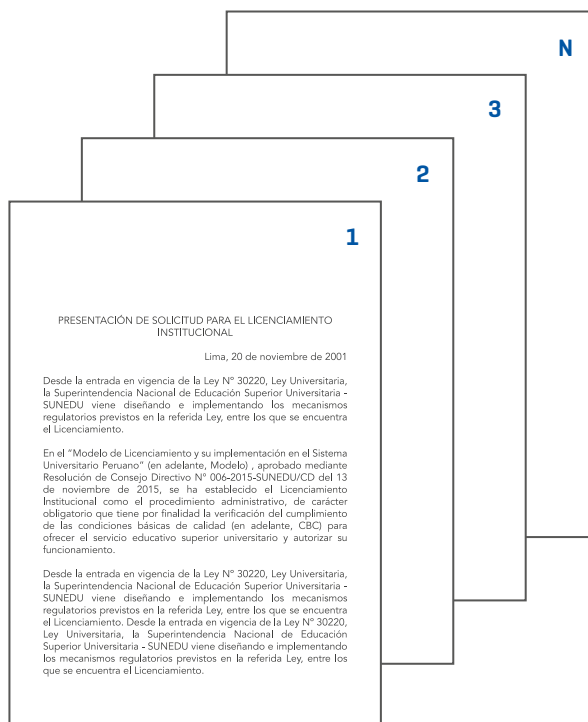 N
3
2
1
PRESENTACIÓN DE SOLICITUD PARA EL LICENCIAMIENTO
INSTITUCIONAL
Lima, 20 de noviembre de 2001
Desde la entrada en vigencia de la Ley Nº 30220, Ley Universitaria,
la Superintendencia Nacional de Educación Superior Universitaria -
SUNEDU viene diseñando e implementando los mecanismos
regulatorios previstos en la referida Ley, entre los que se encuentra
el Licenciamiento.
En el "Modelo de Licenciamiento y su implementación en el Sistema
Universitario Peruano" (en adelante, Modelo) , aprobado mediante
Resolución de Consejo Directivo Nº 006-2015-SUNEDU/CD del 13
de noviembre de 2015, se ha establecido el Licenciamiento
Institucional como el procedimiento administrativo, de carácter
obligatorio que tiene por finalidad la verificación del cumplimiento
de las condiciones básicas de calidad (en adelante, CBC) para
ofrecer el servicio educativo superior universitario y autorizar su
funcionamiento.
Desde la entrada en vigencia de la Ley Nº 30220, Ley Universitaria,
la Superintendencia Nacional de Educación Superior Universitaria -
SUNEDU viene diseñando e implementando los mecanismos
regulatorios previstos en la referida Ley, entre los que se encuentra
el Licenciamiento. Desde la entrada en vigencia de la Ley Nº 30220,
Ley Universitaria, la Superintendencia Nacional de Educación
Superior Universitaria - SUNEDU viene diseñando e implementando
los mecanismos regulatorios previstos en la referida Ley, entre los
que se encuentra el Licenciamiento.